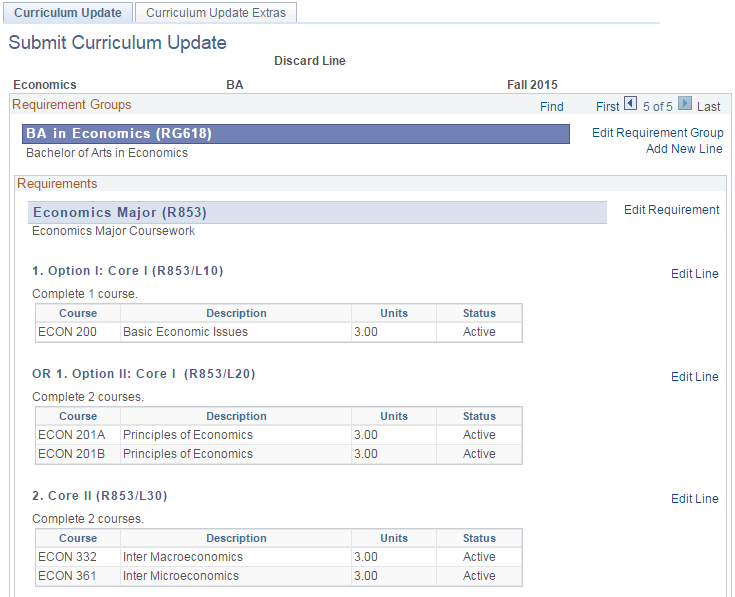 Curriculum Update Curriculum Update Extras
Submit Curriculum Update
Discard Line
Economics BA Fall 2015
Requirement Groups Find First 5 of 5 Last
BA in Economics (RG618) Edit Requirement Group
Bachelor of Arts in Economics Add New Line
Requirements
Economics Major (R853) Edit Requirement
Economics Major Coursework
1. Option I: Core I (R853/L10) Edit Line
Complete 1 course.
Course Description Units Status
ECON 200 Basic Economic Issues 3.00 Active
OR 1. Option II: Core I (R853/L20) Edit Line
Complete 2 courses.
Course Description Units Status
ECON 201A Principles of Economics 3.00 Active
ECON 201B Principles of Economics 3.00 Active
2. Core II (R853/L30) Edit Line
Complete 2 courses.
Course Description Units Status
ECON 332 Inter Macroeconomics 3.00 Active
ECON 361 Inter Microeconomics 3.00 Active